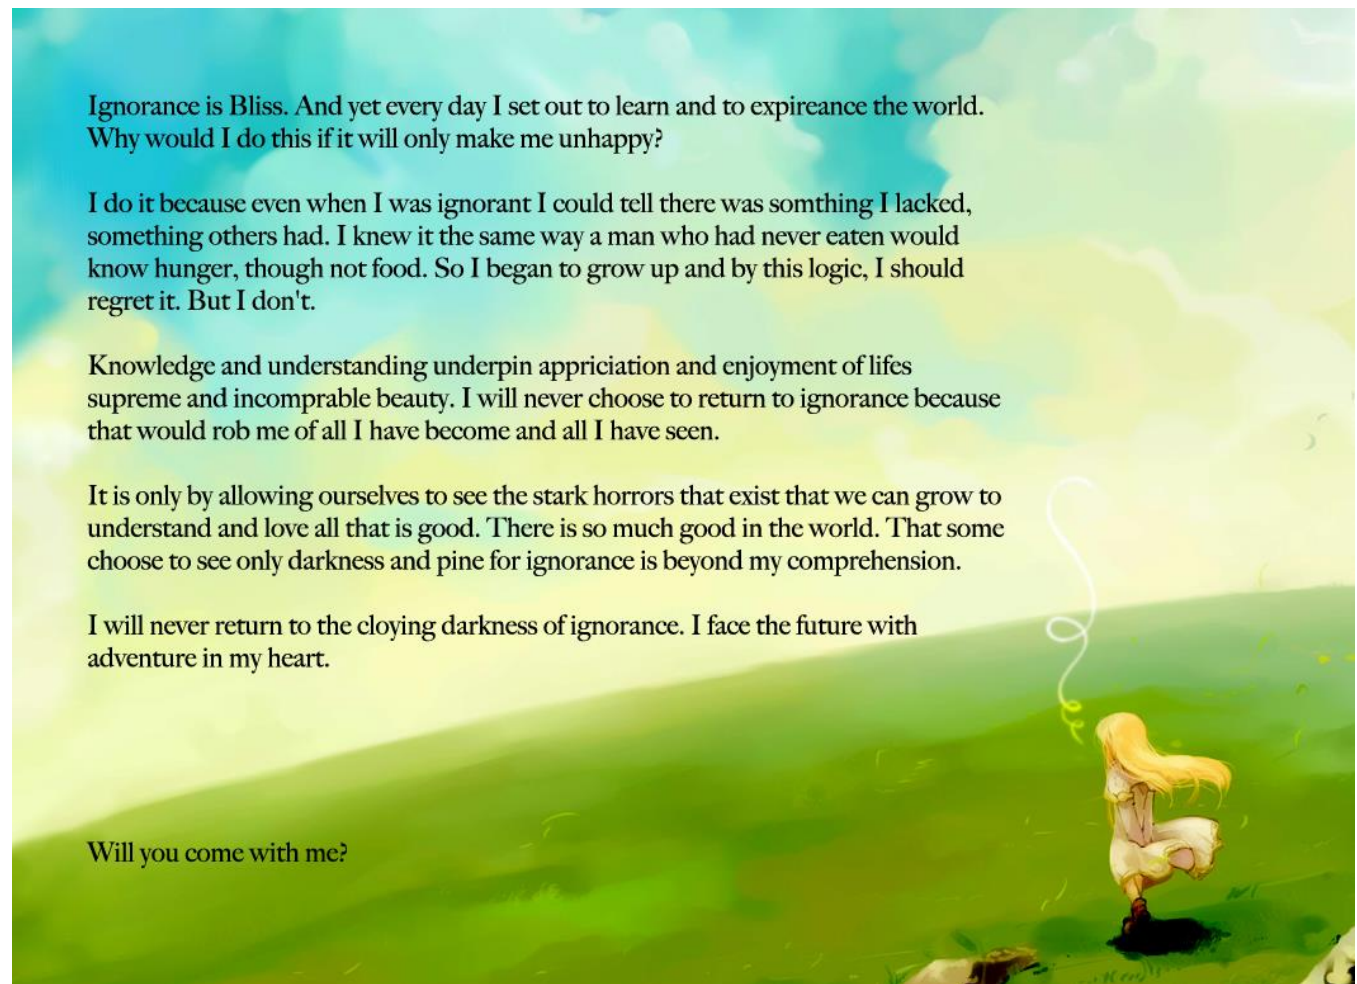 Ignorance is Bliss. And yet every day I set out to learn and to expireance the world.
Why would I do this if it will only make me unhappy?
I do it because even when I was ignorant I could tell there was somthing I lacked,
something others had. I knew it the same way a man who had never eaten would
know hunger, though not food. So I began to grow up and by this logic, I should
regret it. But I don't.
Knowledge and understanding underpin appriciation and enjoyment of lifes
supreme and incomprable beauty. I will never choose to return to ignorance because
that would rob me of all I have become and all I have seen.
It is only by allowing ourselves to see the stark horrors that exist that we can grow to
understand and love all that is good. There is so much good in the world. That some
choose to see only darkness and pine for ignorance is beyond my comprehension.
I will never return to the cloying darkness of ignorance. I face the future with
adventure in my heart.
Will you come with me?